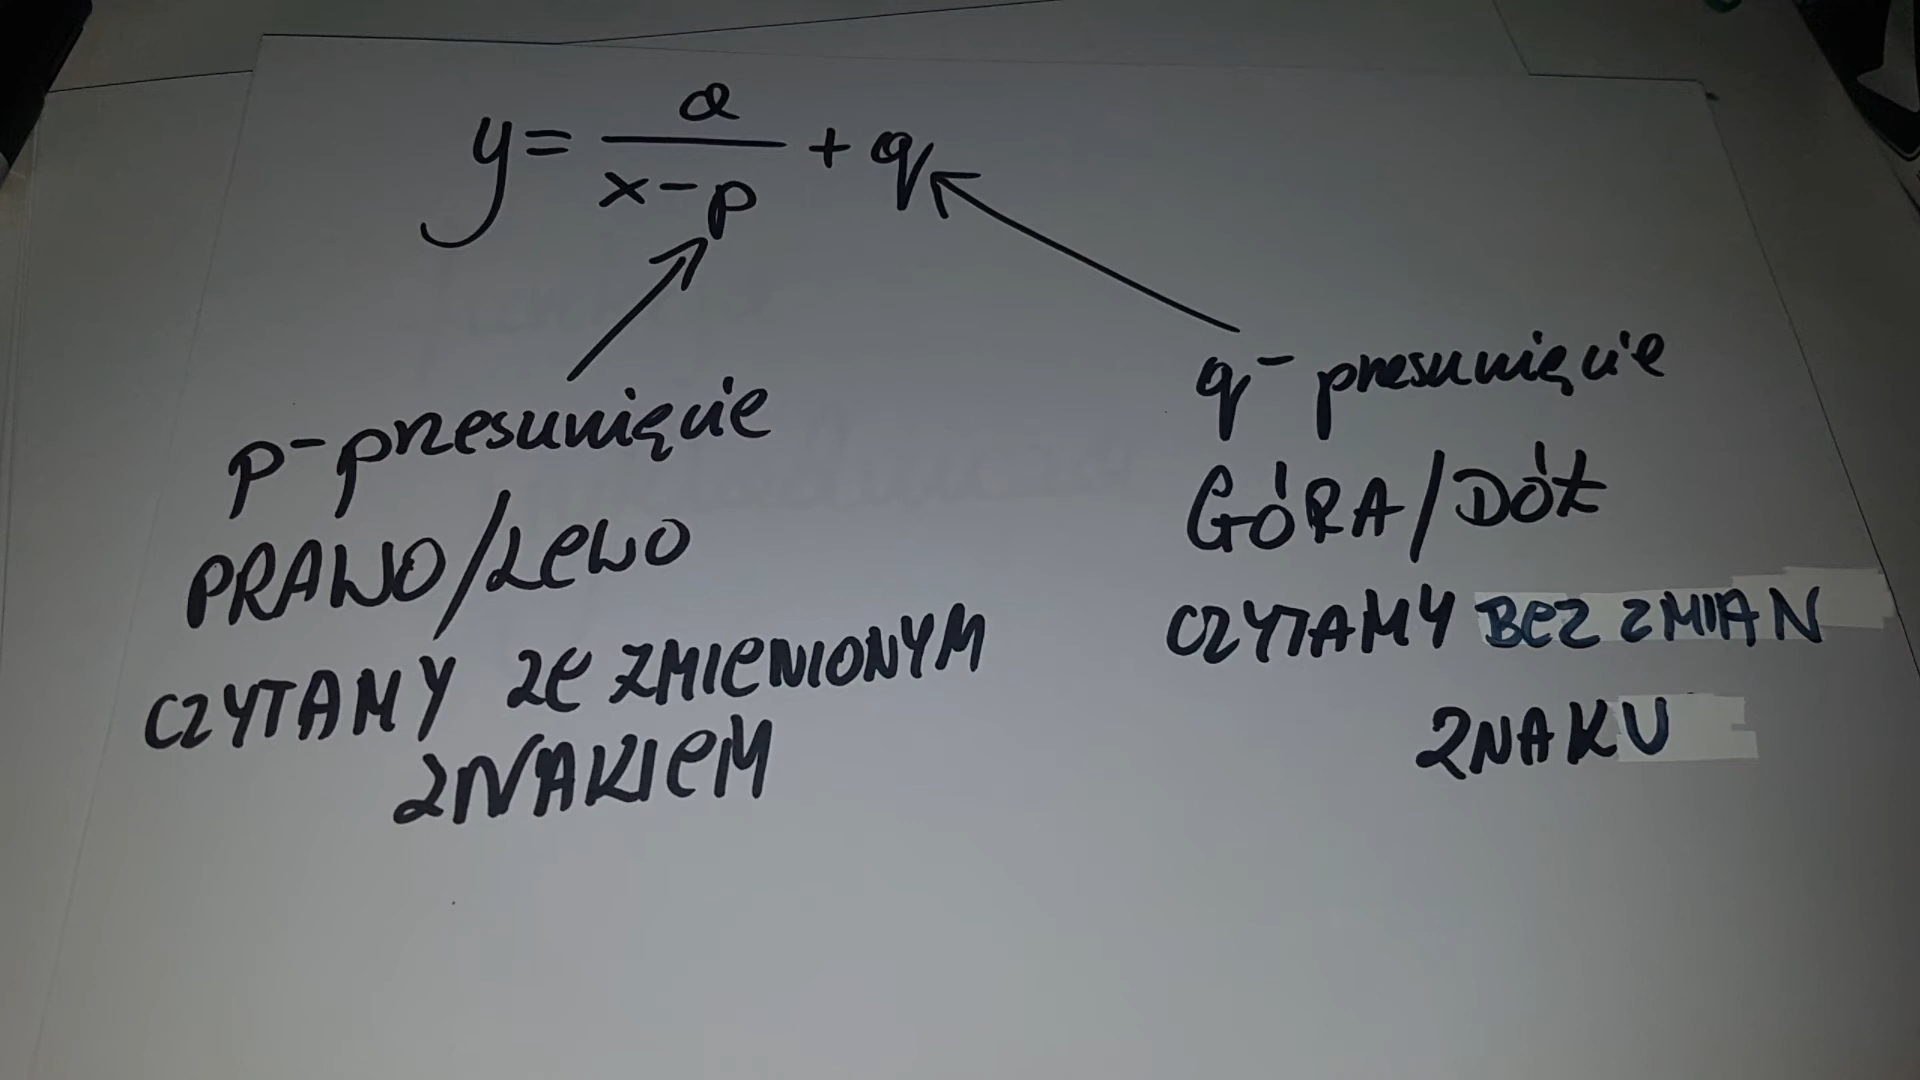 y = a / (x - p) + q
p - przesunięcie
PRAWO/LEWO
CZYTAMY ZE ZMIENIONYM
ZNAKIEM
q - przesunięcie
GÓRA/DÓŁ
CZYTAMY BEZ ZMIAN
ZNAKU